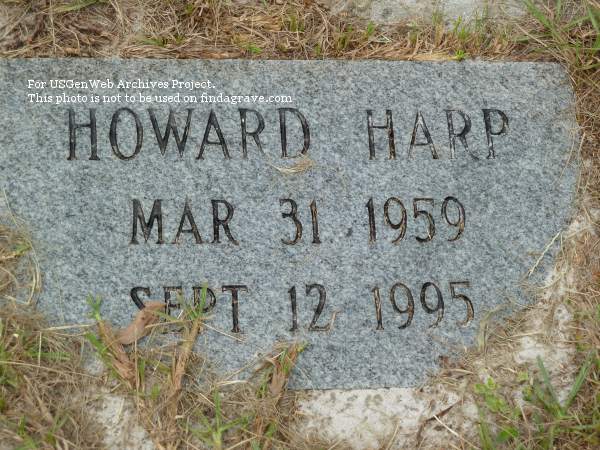 For USGenWeb Archives Project.
This photo is not to be used on findagrave.com
HOWARD HARP
MAR 31 1959
SEPT 12 1995